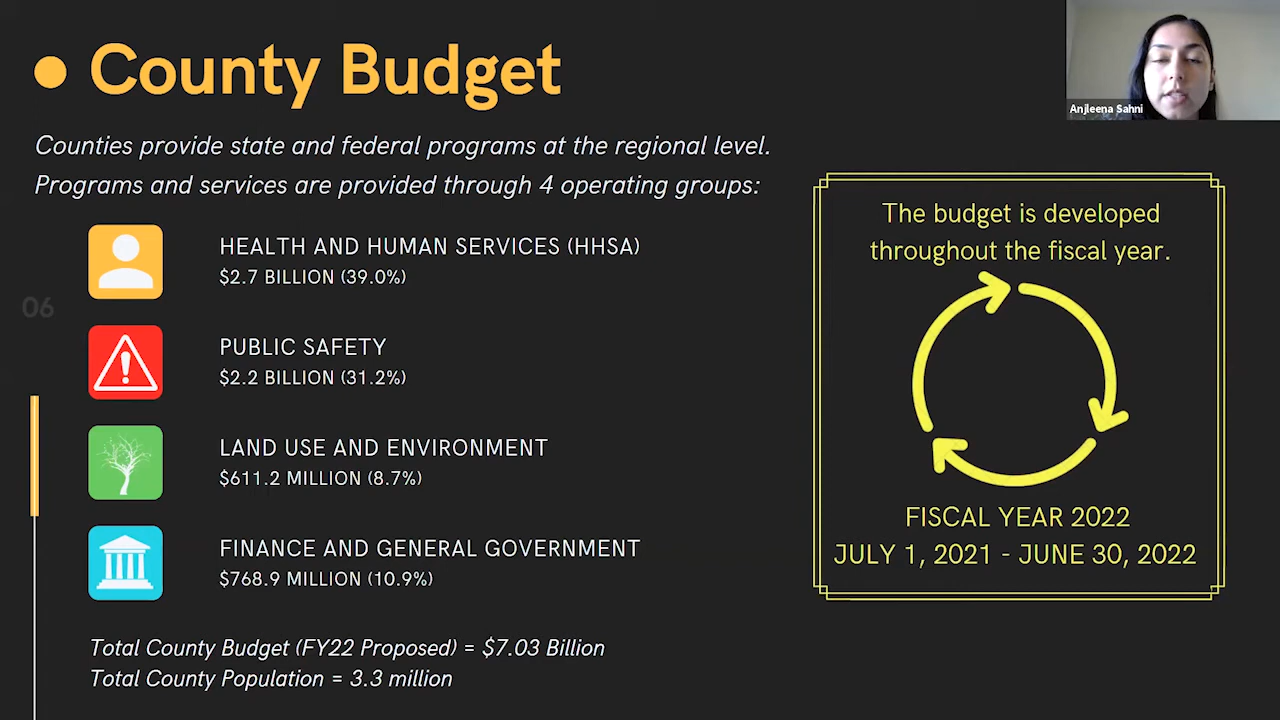 County Budget
Anjleena Sahni
Counties provide state and federal programs at the regional level.
Programs and services are provided through 4 operating groups:
HEALTH AND HUMAN SERVICES (HHSA)
$2.7 BILLION (39.0%)
06
PUBLIC SAFETY
$2.2 BILLION (31.2%)
LAND USE AND ENVIRONMENT
$611.2 MILLION (8.7%)
FINANCE AND GENERAL GOVERNMENT
$768.9 MILLION (10.9%)
Total County Budget (FY22 Proposed) = $7.03 Billion
Total County Population = 3.3 million
The budget is developed
throughout the fiscal year.
FISCAL YEAR 2022
JULY 1, 2021 - JUNE 30, 2022